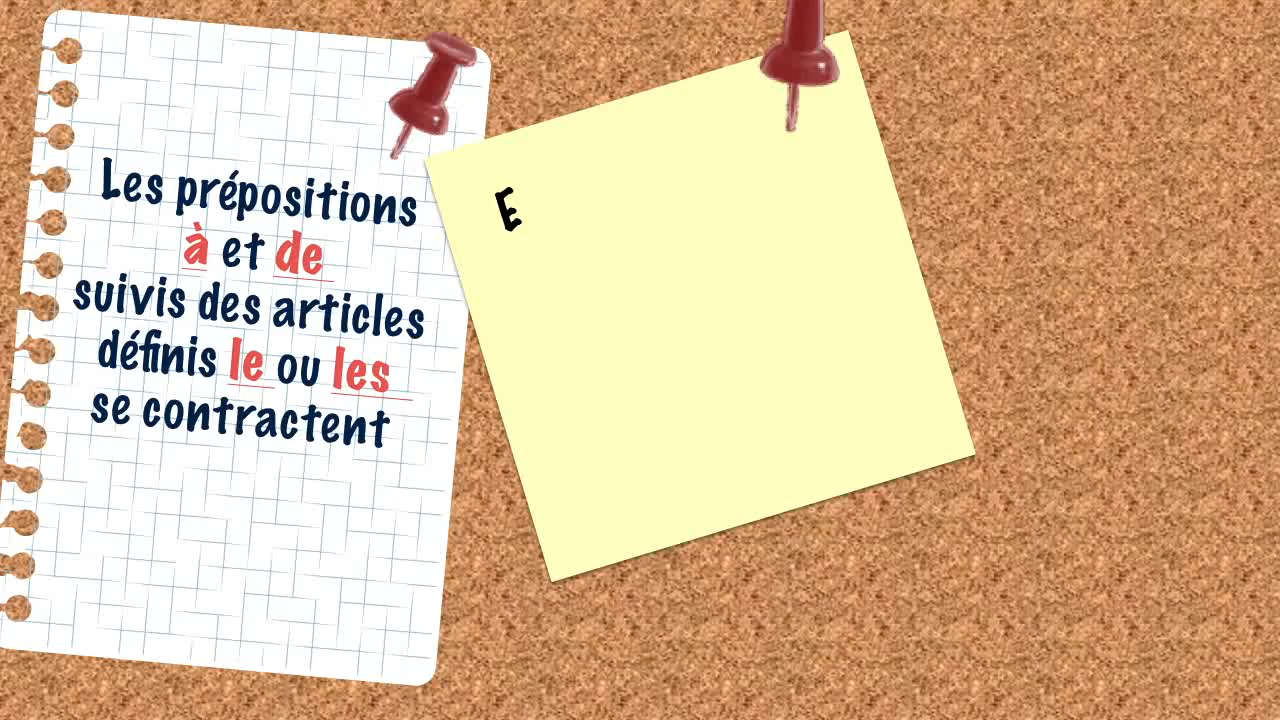 Les prépositions
à et de
suivis des articles
définis le ou les
se contractent
E